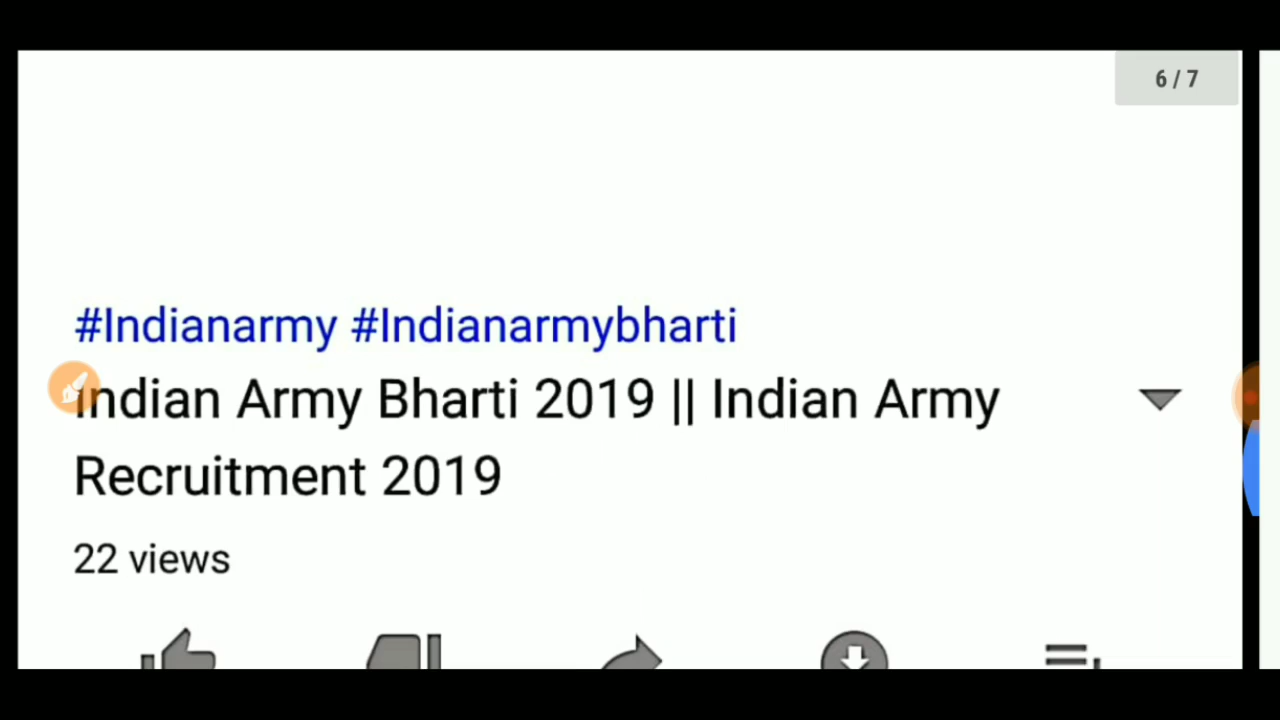 6 / 7
#Indianarmy #Indianarmybharti
Indian Army Bharti 2019 || Indian Army
Recruitment 2019
22 views